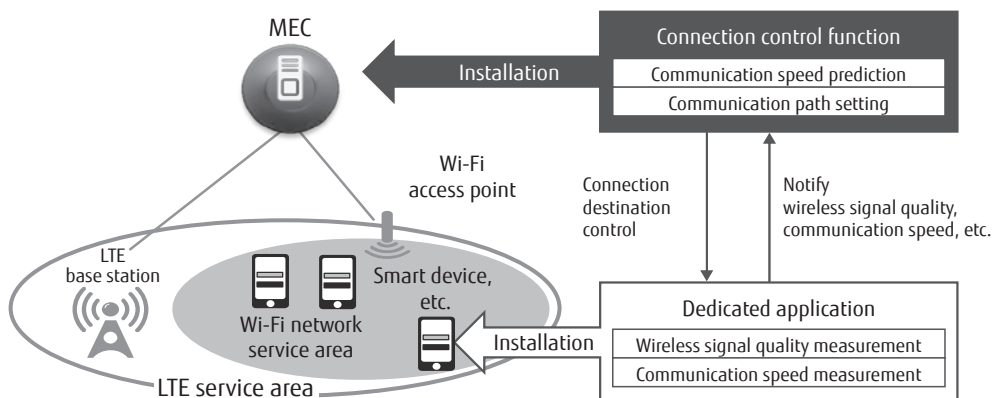 MEC
Connection control function
Installation
Communication speed prediction
Communication path setting
Wi-Fi
access point
Connection
destination
control
Notify
wireless signal quality,
communication speed, etc.
LTE
base station
Smart device,
etc.
Wi-Fi network
service area
LTE service area
Installation
Dedicated application
Wireless signal quality measurement
Communication speed measurement